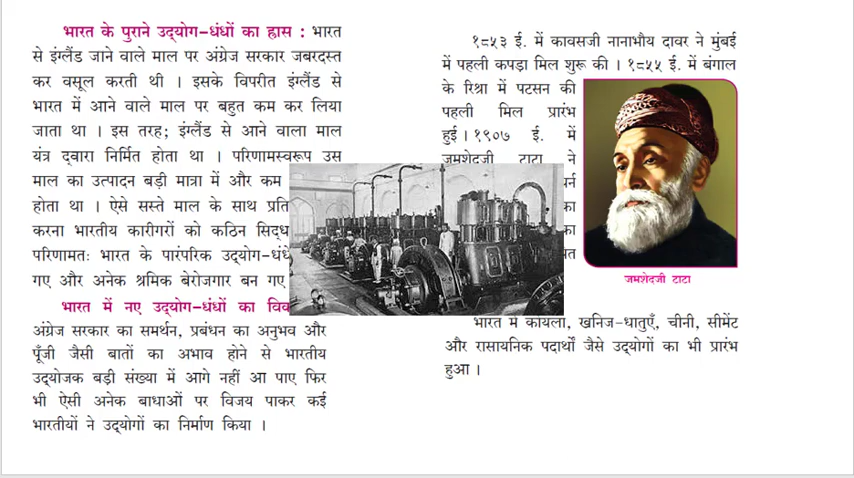 भारत के पुराने उद्‌योग-धंधों का ह्रास : भारत
से इंग्लैंड जाने वाले माल पर अंग्रेज सरकार जबरदस्त
कर वसूल करती थी । इसके विपरीत इंग्लैंड से
भारत में आने वाले माल पर बहुत कम कर लिया
जाता था । इस तरह; इंग्लैंड से आने वाला माल
यंत्र द्‌वारा निर्मित होता था । परिणामस्वरूप उस
माल का उत्पादन बड़ी मात्रा में और कम
होता था । ऐसे सस्ते माल के साथ
करना भारतीय कारीगरों को कठिन
परिणामतः भारत के पारंपरिक
गए और अनेक श्रमिक बेरोजगार बन गए
भारत में नए उद्‌योग-धंधों का
अंग्रेज सरकार का समर्थन, प्रबंधन का अनुभव और
पूँजी जैसी बातों का अभाव होने से भारतीय
उद्‌योजक बड़ी संख्या में आगे नहीं आ पाए फिर
भी ऐसी अनेक बाधाओं पर विजय पाकर कई
भारतीयों ने उद्‌योगों का निर्माण किया ।
१८५३ ई. में कावसजी नानाभौय दावर ने मुंबई
में पहली कपड़ा मिल शुरू की । १८५५ ई. में बंगाल
के रिश्रा में पटसन की
पहली मिल प्रारंभ
हुई । १९०७ ई. में
जमशेदजी टाटा ने
का
का
जमशेदजी टाटा
भारत में कोयला, खनिज-धातुएँ, चीनी, सीमेंट
और रासायनिक पदार्थों जैसे उद्‌योगों का भी प्रारंभ
हुआ ।